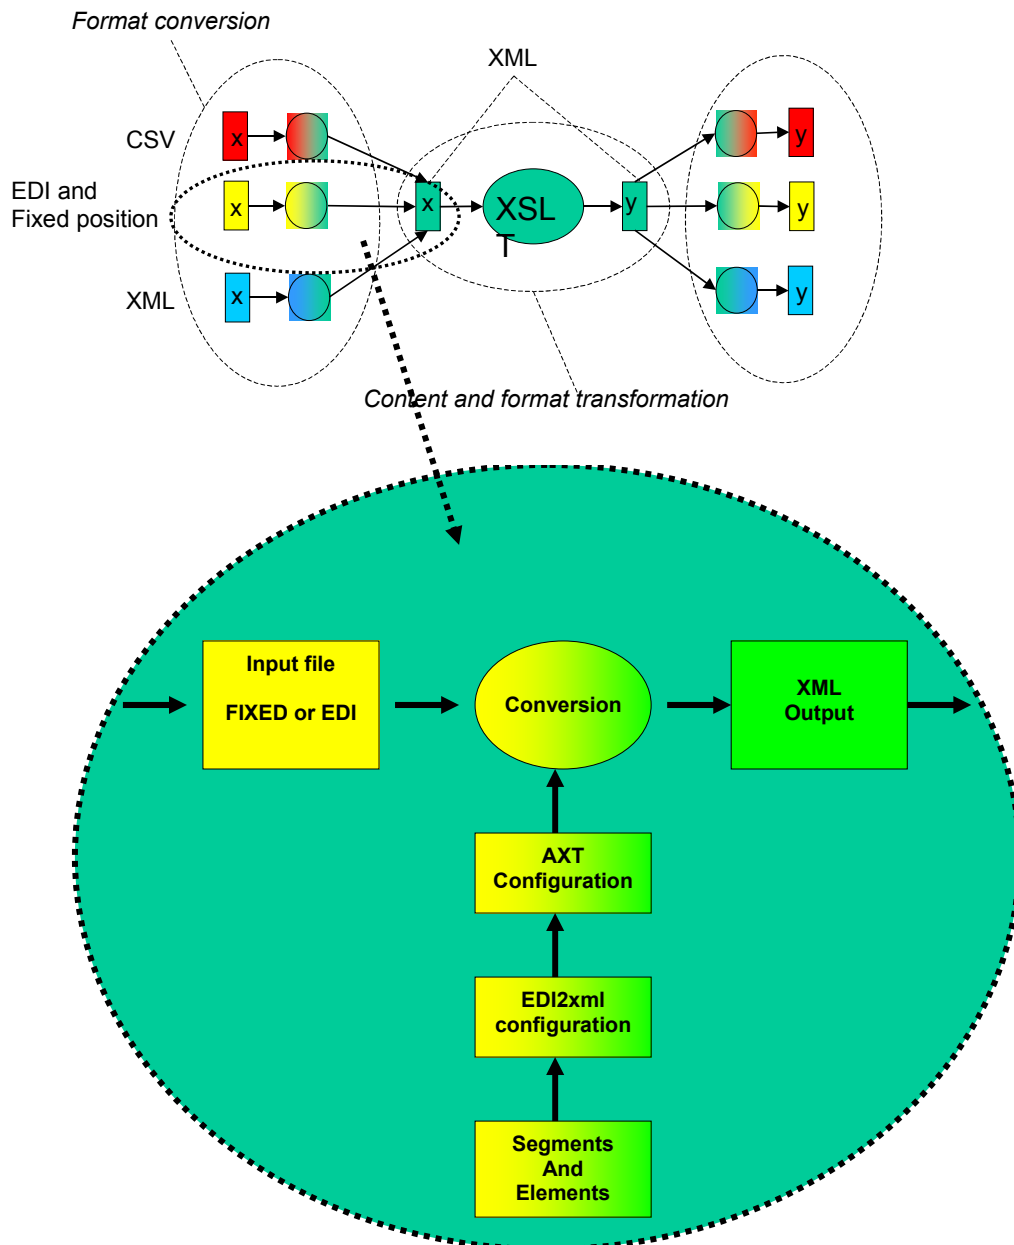 Format conversion
XML
CSV
x
y
EDI and
Fixed position
x
x
XSL
T
y
y
XML
x
y
Content and format transformation
Input file
FIXED or EDI
Conversion
XML
Output
AXT
Configuration
EDI2xml
configuration
Segments
And
Elements